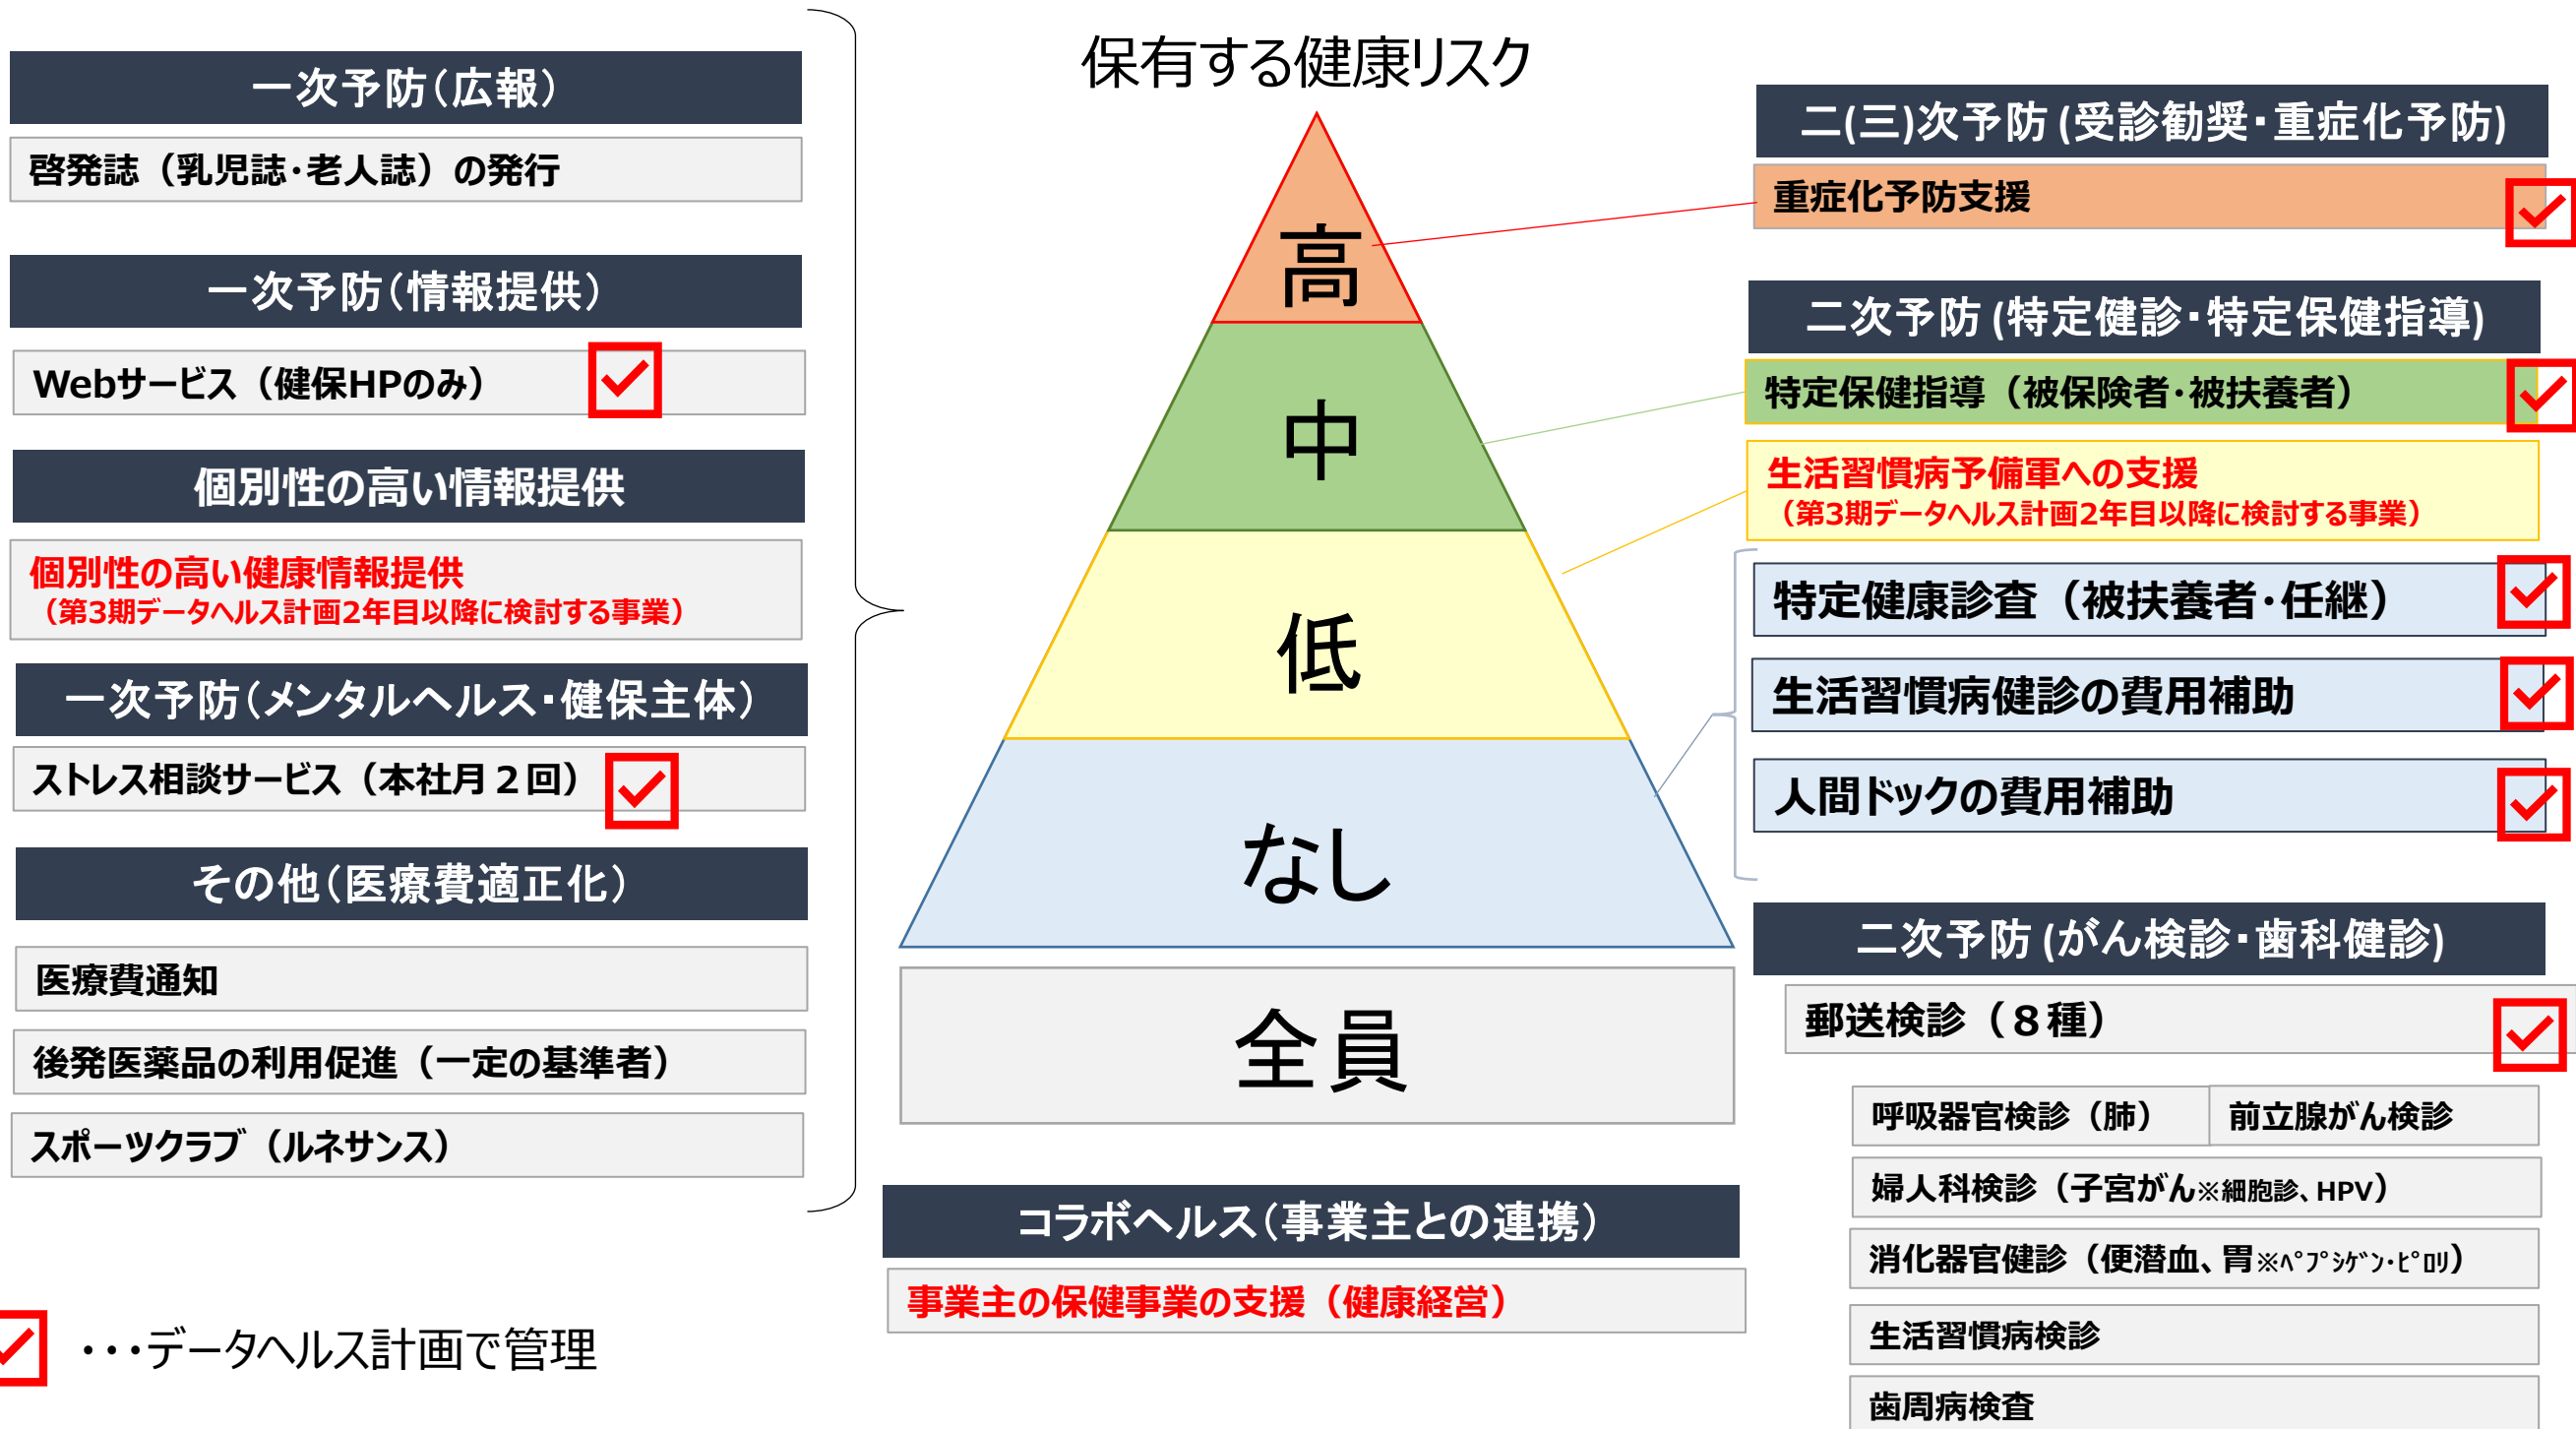 一次予防（広報）
啓発誌（乳児誌･老人誌）の発行
一次予防（情報提供）
Webサービス（健保HPのみ）
個別性の高い情報提供
個別性の高い健康情報提供
（第3期データヘルス計画2年目以降に検討する事業）
一次予防（メンタルヘルス･健保主体）
ストレス相談サービス（本社月２回）
その他（医療費適正化）
医療費通知
後発医薬品の利用促進（一定の基準者）
スポーツクラブ（ルネサンス）
･･･データヘルス計画で管理
保有する健康リスク
高
中
低
なし
全員
コラボヘルス（事業主との連携）
事業主の保健事業の支援（健康経営）
二(三)次予防 (受診勧奨･重症化予防)
重症化予防支援
二次予防 (特定健診･特定保健指導)
特定保健指導（被保険者･被扶養者）
生活習慣病予備軍への支援
（第3期データヘルス計画2年目以降に検討する事業）
特定健康診査（被扶養者･任継）
生活習慣病健診の費用補助
人間ドックの費用補助
二次予防 (がん検診･歯科健診)
郵送検診（８種）
呼吸器官検診（肺）
前立腺がん検診
婦人科検診（子宮がん※細胞診、HPV）
消化器官健診（便潜血、胃※ﾍﾟﾌﾟｼｹﾞﾝ･ﾋﾟﾛﾘ）
生活習慣病検診
歯周病検査